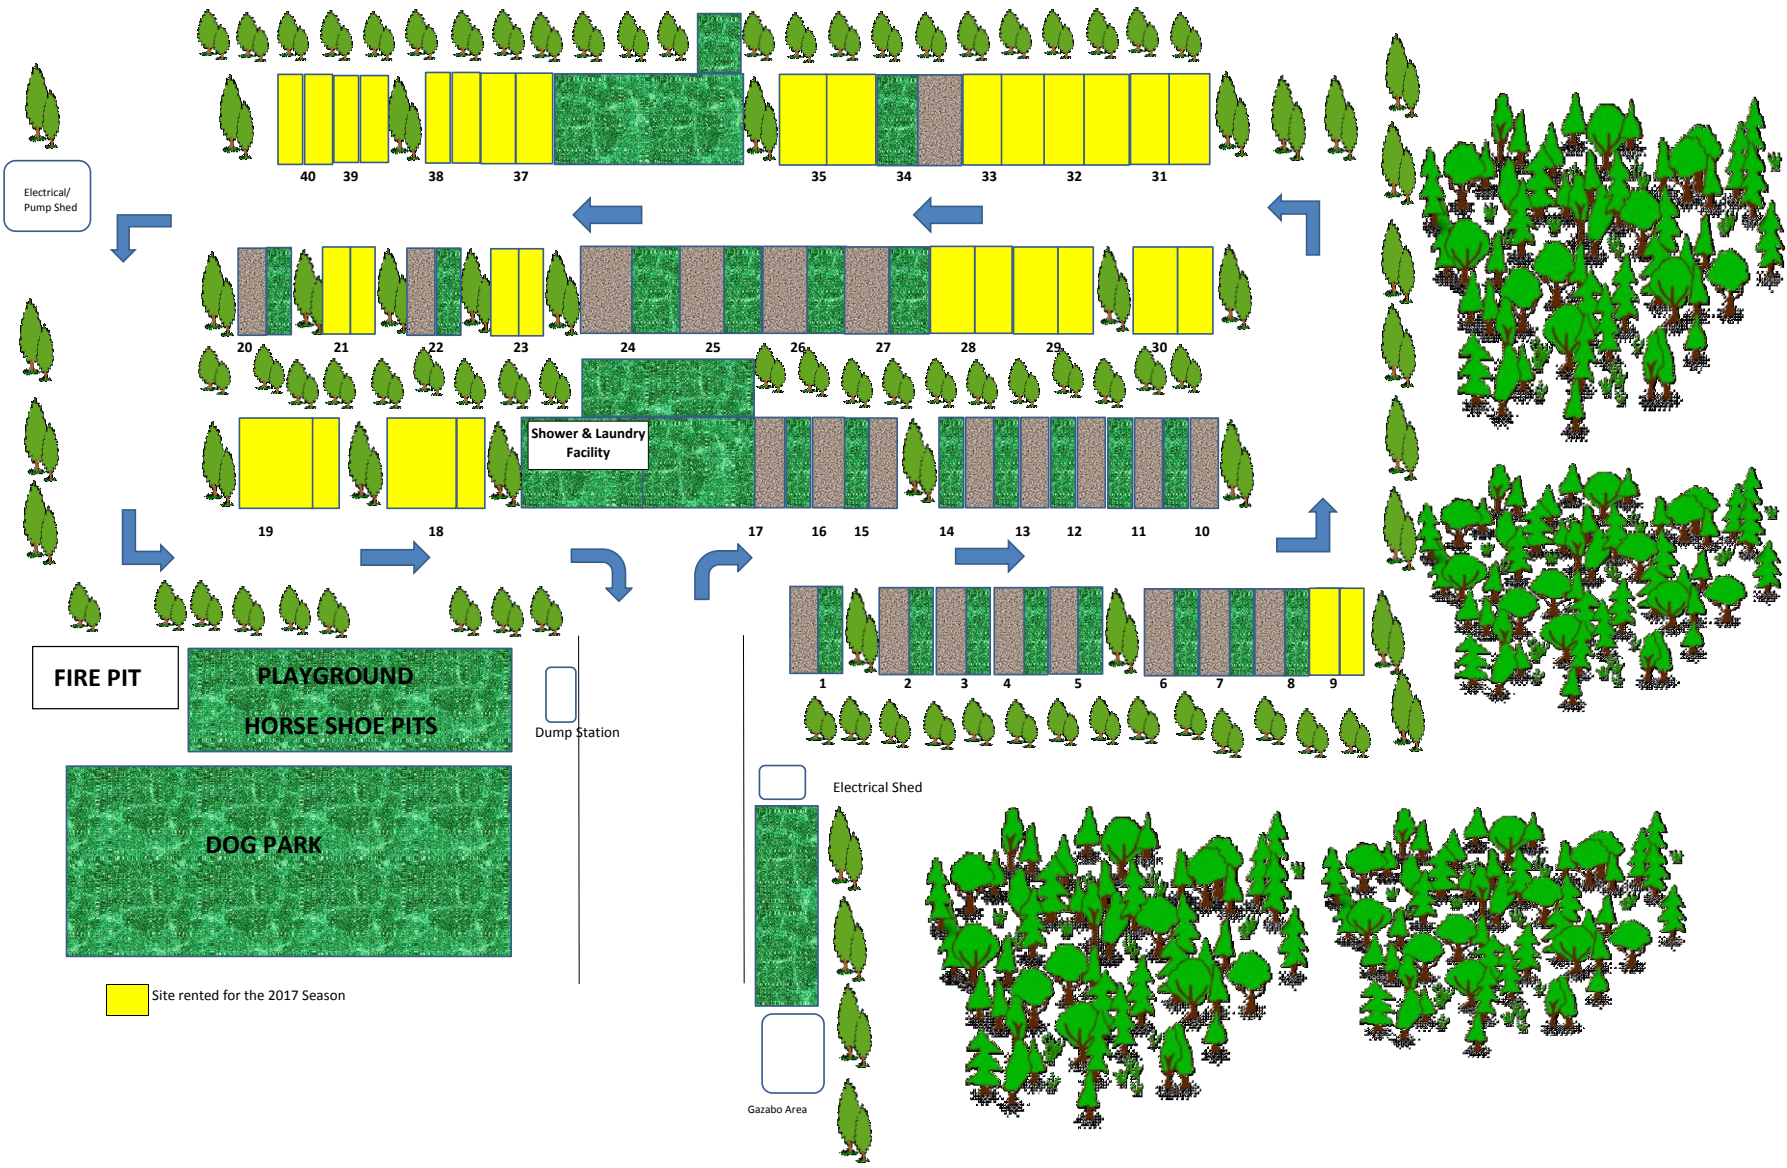 40 39 38 37 35 34 33 32 31
Electrical/
Pump Shed
20 21 22 23 24 25 26 27 28 29 30
Shower & Laundry
Facility
19 18 17 16 15 14 13 12 11 10
FIRE PIT
PLAYGROUND
HORSE SHOE PITS
Dump Station
1 2 3 4 5 6 7 8 9
Electrical Shed
DOG PARK
Site rented for the 2017 Season
Gazabo Area